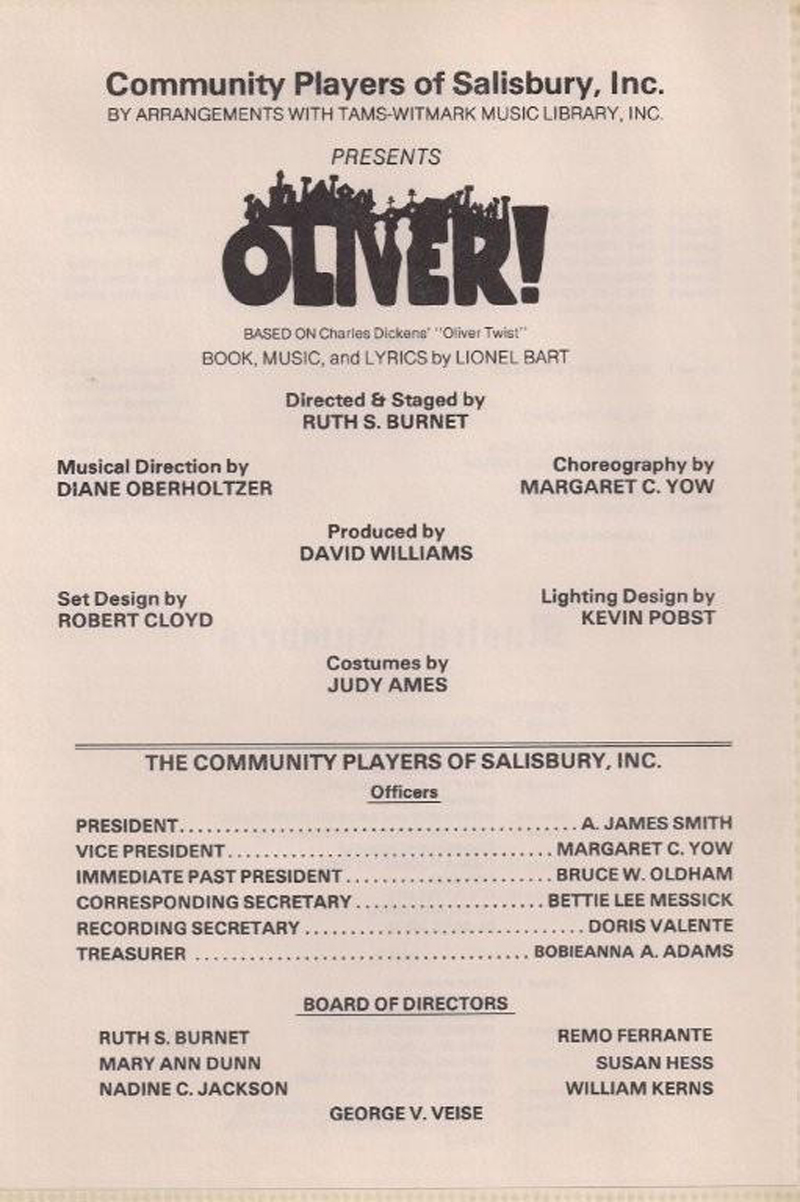 Community Players of Salisbury, Inc.
BY ARRANGEMENTS WITH TAMS-WITMARK MUSIC LIBRARY, INC.
PRESENTS
OLIVER!
BASED ON Charles Dickens' "Oliver Twist"
BOOK, MUSIC, and LYRICS by LIONEL BART
Directed & Staged by
RUTH S. BURNET
Musical Direction by
DIANE OBERHOLTZER
Choreography by
MARGARET C. YOW
Produced by
DAVID WILLIAMS
Set Design by
ROBERT CLOYD
Lighting Design by
KEVIN POBST
Costumes by
JUDY AMES
THE COMMUNITY PLAYERS OF SALISBURY, INC.
Officers
PRESIDENT........................................A. JAMES SMITH
VICE PRESIDENT.................................MARGARET C. YOW
IMMEDIATE PAST PRESIDENT.....................BRUCE W. OLDHAM
CORRESPONDING SECRETARY...................BETTIE LEE MESSICK
RECORDING SECRETARY............................DORIS VALENTE
TREASURER ..................................BOBIEANNA A. ADAMS
BOARD OF DIRECTORS
RUTH S. BURNET REMO FERRANTE
MARY ANN DUNN SUSAN HESS
NADINE C. JACKSON WILLIAM KERNS
GEORGE V. VEISE